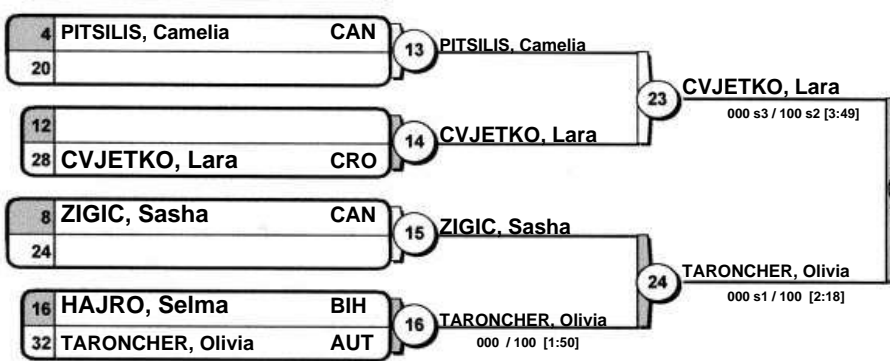 4 PITSILIS, Camelia CAN
20
13
PITSILIS, Camelia
12
28 CVJETKO, Lara CRO
14
CVJETKO, Lara
23
CVJETKO, Lara
000 s3 / 100 s2 [3:49]
8 ZIGIC, Sasha CAN
24
15
ZIGIC, Sasha
16 HAJRO, Selma BIH
32 TARONCHER, Olivia AUT
16
TARONCHER, Olivia
000 / 100 [1:50]
24
TARONCHER, Olivia
000 s1 / 100 [2:18]